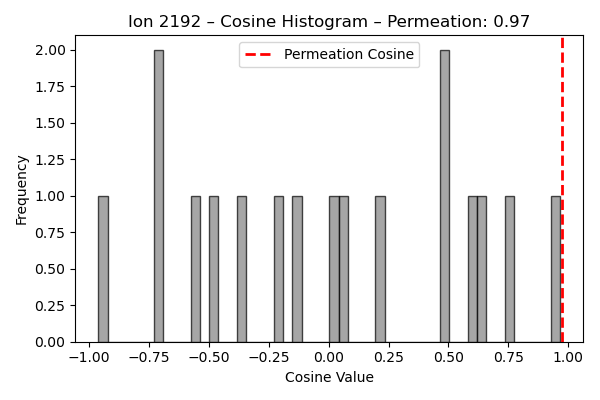 Ion 2192 – Cosine Histogram – Permeation: 0.97
Permeation Cosine
Frequency
2.00
1.75
1.50
1.25
1.00
0.75
0.50
0.25
0.00
−1.00 −0.75 −0.50 −0.25 0.00 0.25 0.50 0.75 1.00
Cosine Value